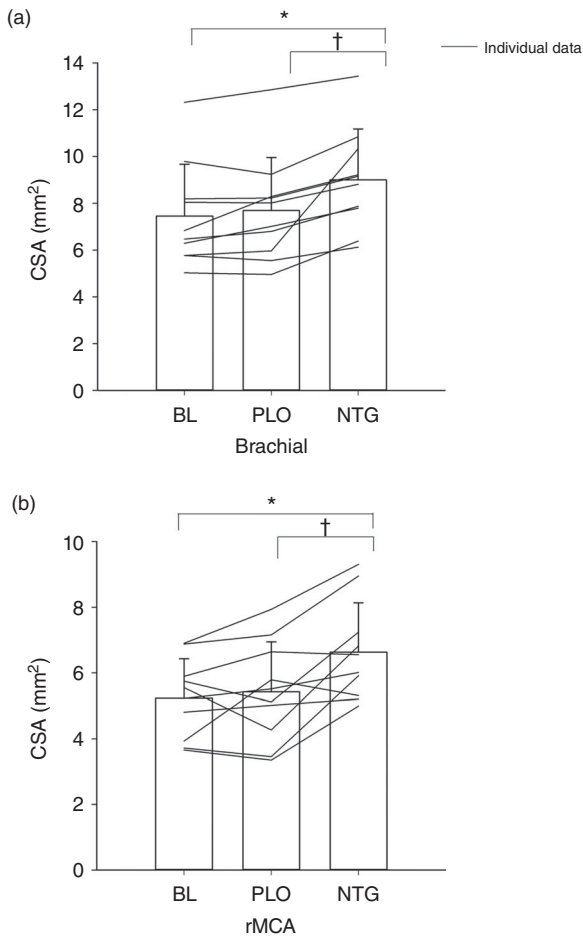 (a)
*
†
Individual data
14
12
10
8
6
4
2
0
CSA (mm²)
BL PLO NTG
Brachial
(b)
*
†
10
8
6
4
2
0
CSA (mm²)
BL PLO NTG
rMCA